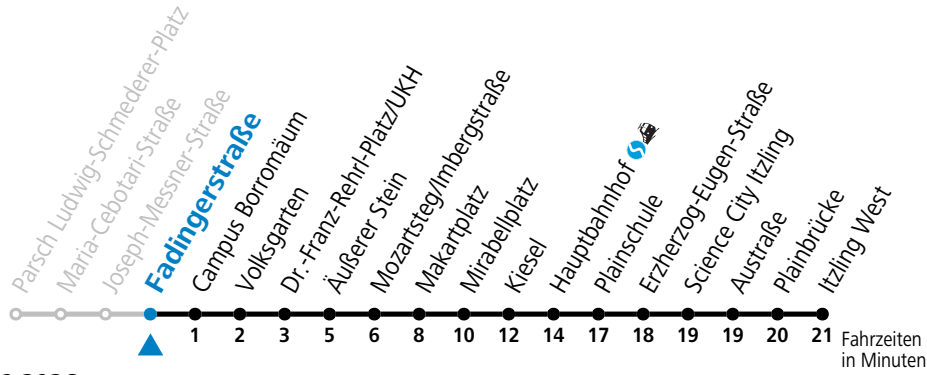 Parsch Ludwig-Schmederer-Platz
Maria-Cebotari-Straße
Joseph-Messner-Straße
Fadingerstraße
Campus Borromäum
Volksgarten
Dr.-Franz-Rehrl-Platz/UKH
Äußerer Stein
Mozartsteg/Imbergstraße
Makartplatz
Mirabellplatz
Kiesel
Hauptbahnhof
Plainschule
Erzherzog-Eugen-Straße
Science City Itzling
Austraße
Plainbrücke
Itzling West
1 2 3 5 6 8 10 12 14 17 18 19 19 20 21 Fahrzeiten
in Minuten